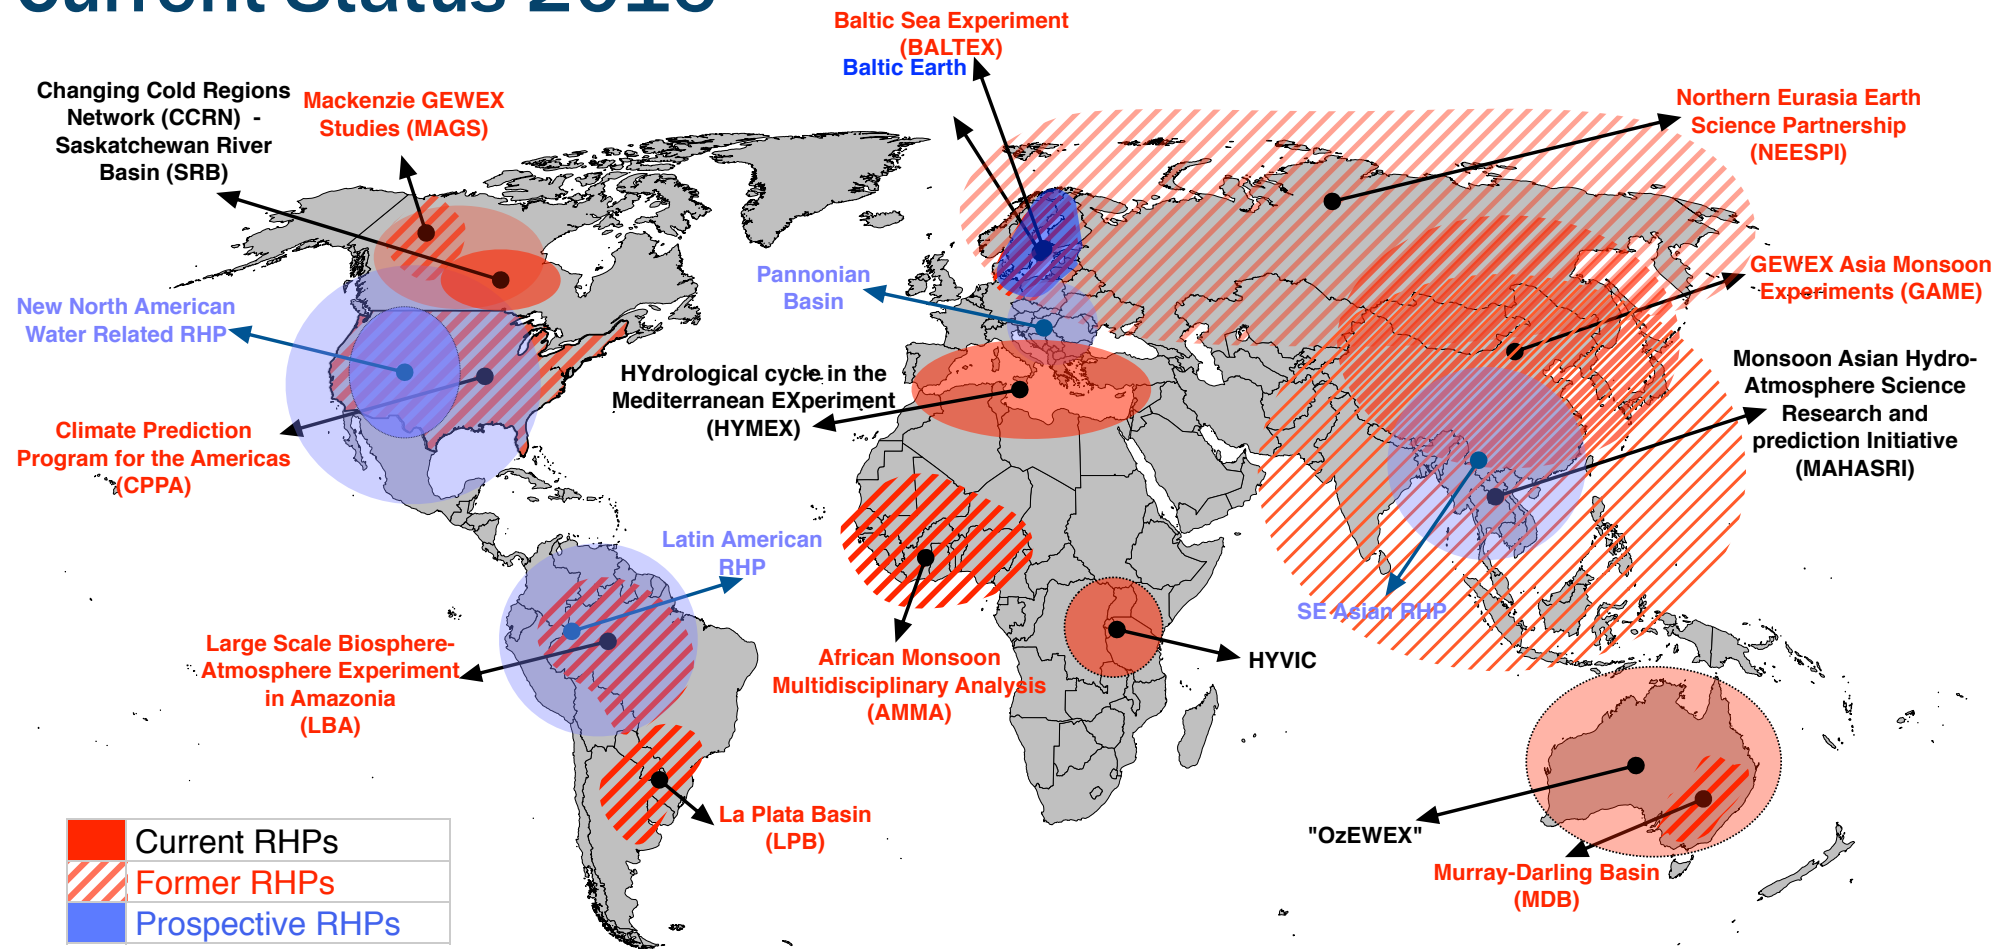 Current Status 2016
Baltic Sea Experiment
(BALTEX)
Baltic Earth
Changing Cold Regions
Network (CCRN)  -
Saskatchewan River
Basin (SRB)
Mackenzie GEWEX
Studies (MAGS)
Northern Eurasia Earth
Science Partnership
(NEESPI)
New North American
Water Related RHP
Pannonian
Basin
GEWEX Asia Monsoon
Experiments (GAME)
HYdrological cycle in the
Mediterranean EXperiment
(HYMEX)
Monsoon Asian Hydro-
Atmosphere Science
Research and
prediction Initiative
(MAHASRI)
Climate Prediction
Program for the Americas
(CPPA)
Latin American
RHP
SE Asian RHP
Large Scale Biosphere-
Atmosphere Experiment
in Amazonia
(LBA)
African Monsoon
Multidisciplinary Analysis
(AMMA)
HYVIC
La Plata Basin
(LPB)
"OzEWEX"
Murray-Darling Basin
(MDB)
Current RHPs
Former RHPs
Prospective RHPs